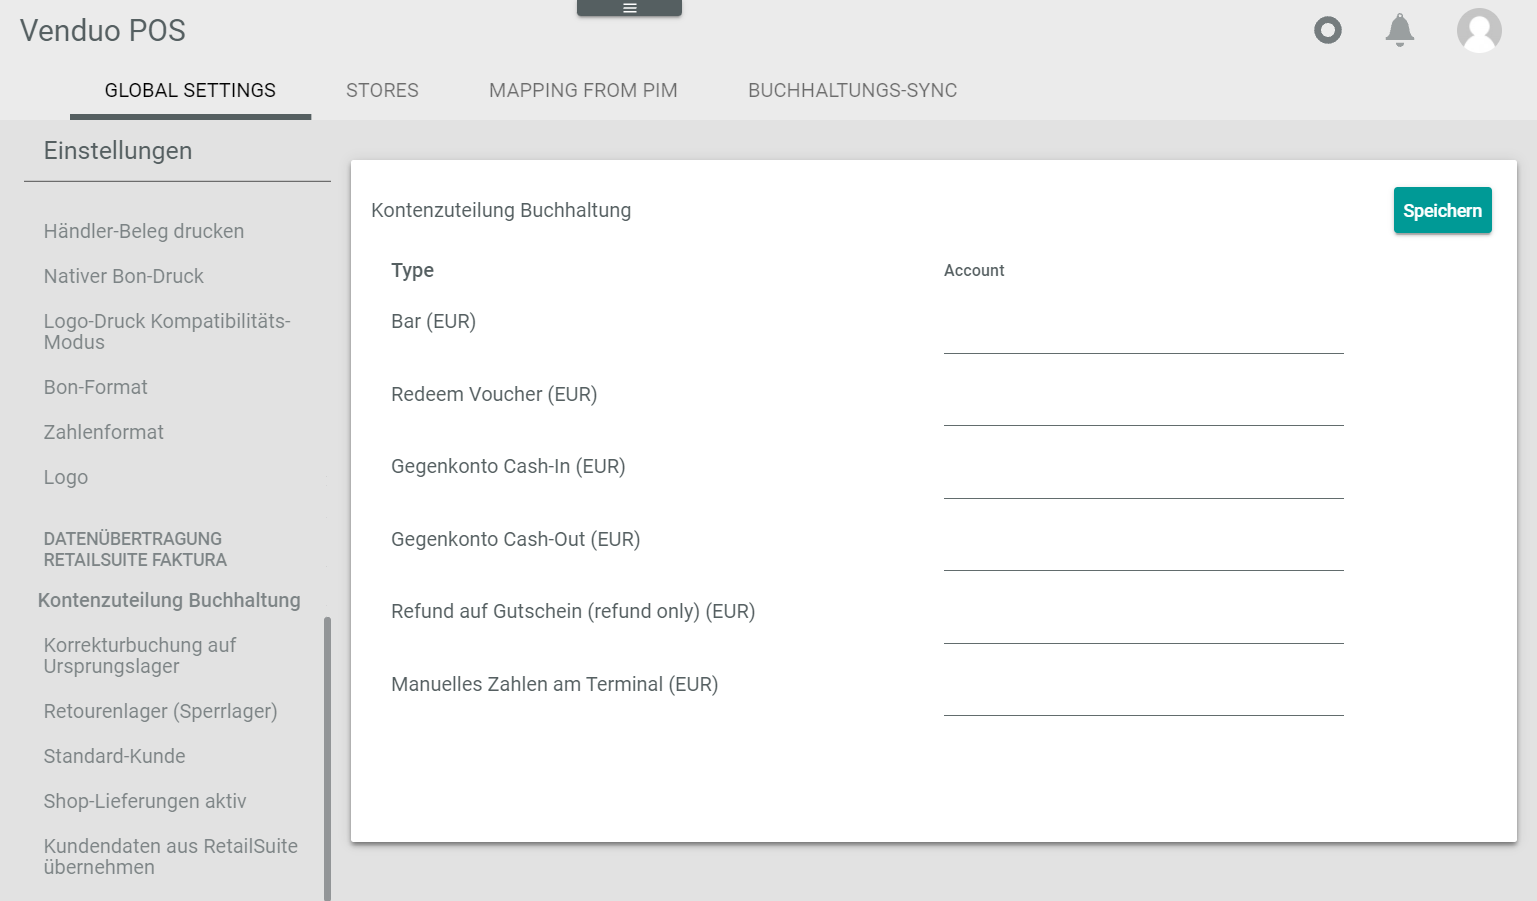 Venduo POS
GLOBAL SETTINGS
STORES
MAPPING FROM PIM
BUCHHALTUNGS-SYNC
Einstellungen
Händler-Beleg drucken
Nativer Bon-Druck
Logo-Druck Kompatibilitäts-
Modus
Bon-Format
Zahlenformat
Logo
DATENÜBERTRAGUNG
RETAILSUITE FAKTURA
Kontenzuteilung Buchhaltung
Korrekturbuchung auf
Ursprungslager
Retourenlager (Sperrlager)
Standard-Kunde
Shop-Lieferungen aktiv
Kundendaten aus RetailSuite
übernehmen
Kontenzuteilung Buchhaltung
Speichern
Type
Account
Bar (EUR)
Redeem Voucher (EUR)
Gegenkonto Cash-In (EUR)
Gegenkonto Cash-Out (EUR)
Refund auf Gutschein (refund only) (EUR)
Manuelles Zahlen am Terminal (EUR)